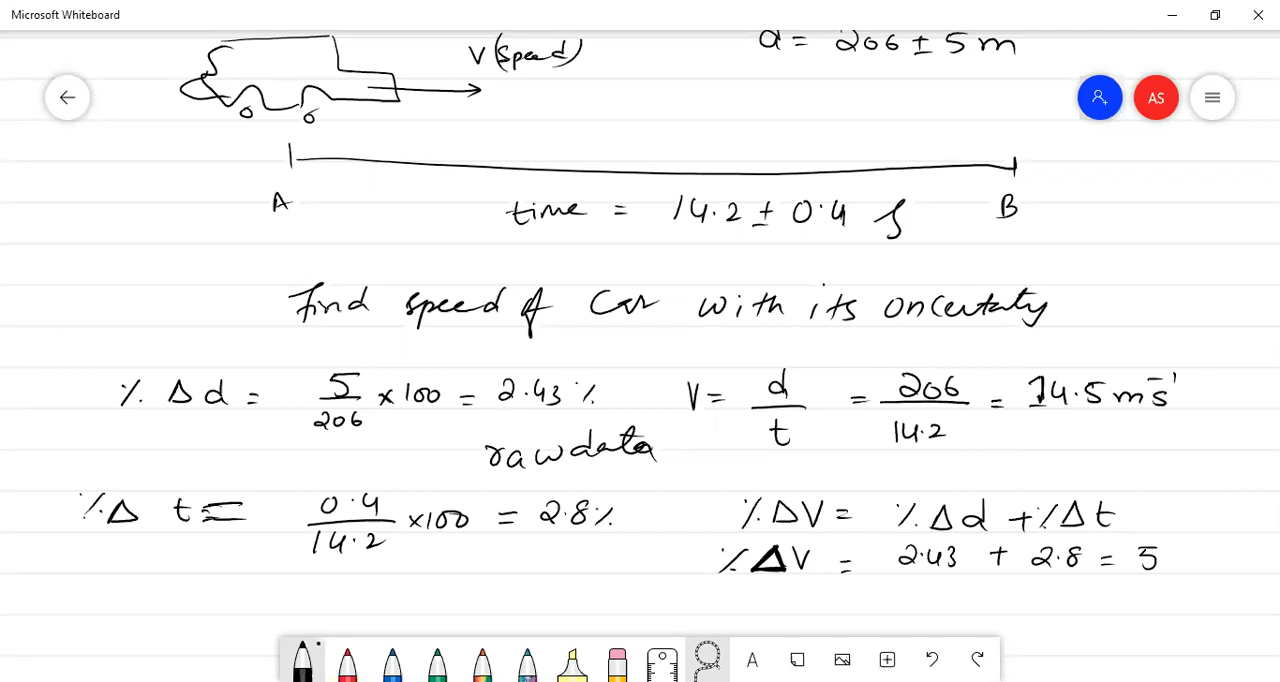 Microsoft Whiteboard
V (speed)
d = 206 ± 5 m
AS
A
B
time = 14.2 ± 0.4 s
Find speed of Car with its oncertaty
% Δd = 5/206 × 100 = 2.43 %
V = d/t = 206/14.2 = 14.5 ms⁻¹
raw data
% Δ t = 0.4/14.2 × 100 = 2.8 %
% ΔV = % Δd + % Δt
% ΔV = 2.43 + 2.8 = 5
A